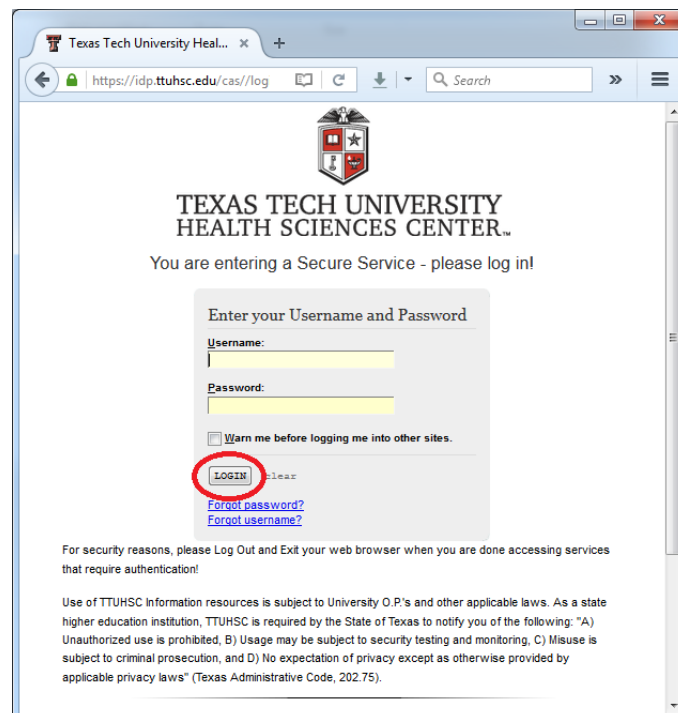 Texas Tech University Heal...
https://idp.ttuhsc.edu/cas//log
Search
TEXAS TECH UNIVERSITY
HEALTH SCIENCES CENTER™
You are entering a Secure Service - please log in!
Enter your Username and Password
Username:
Password:
Warn me before logging me into other sites.
LOGIN clear
Forgot password?
Forgot username?
For security reasons, please Log Out and Exit your web browser when you are done accessing services
that require authentication!
Use of TTUHSC Information resources is subject to University O.P.'s and other applicable laws. As a state
higher education institution, TTUHSC is required by the State of Texas to notify you of the following: "A)
Unauthorized use is prohibited, B) Usage may be subject to security testing and monitoring, C) Misuse is
subject to criminal prosecution, and D) No expectation of privacy except as otherwise provided by
applicable privacy laws" (Texas Administrative Code, 202.75).